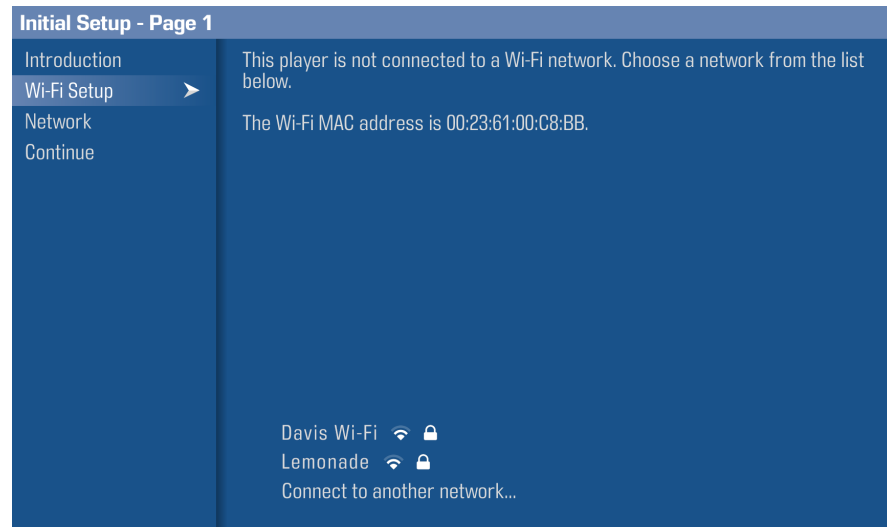 Initial Setup - Page 1
Introduction
Wi-Fi Setup
Network
Continue
This player is not connected to a Wi-Fi network. Choose a network from the list
below.
The Wi-Fi MAC address is 00:23:61:00:C8:BB.
Davis Wi-Fi
Lemonade
Connect to another network...